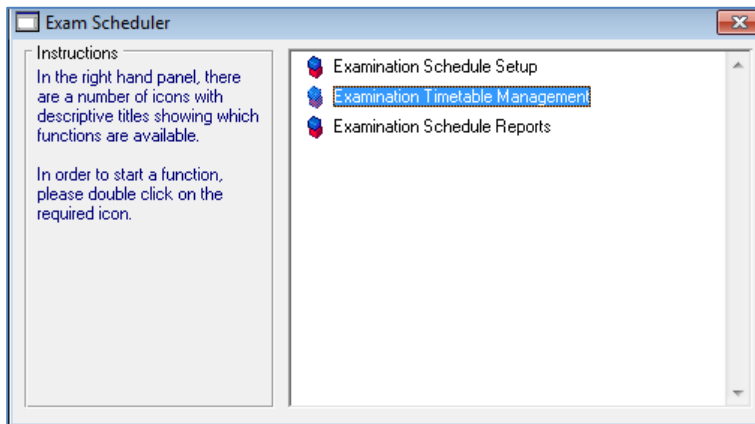 Exam Scheduler
Instructions
In the right hand panel, there
are a number of icons with
descriptive titles showing which
functions are available.
In order to start a function,
please double click on the
required icon.
Examination Schedule Setup
Examination Timetable Management
Examination Schedule Reports